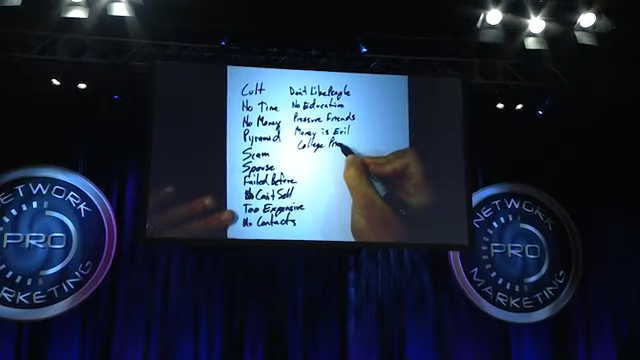 Cult
No Time
No Money
Pyramid
Scam
Spouse
Failed Before
Can't Sell
Too Expensive
No Contacts
Don't Like People
No Education
Pressure Friends
Money is Evil
College
NETWORK
PRO
MARKETING
NETWORK
PRO
MARKETING